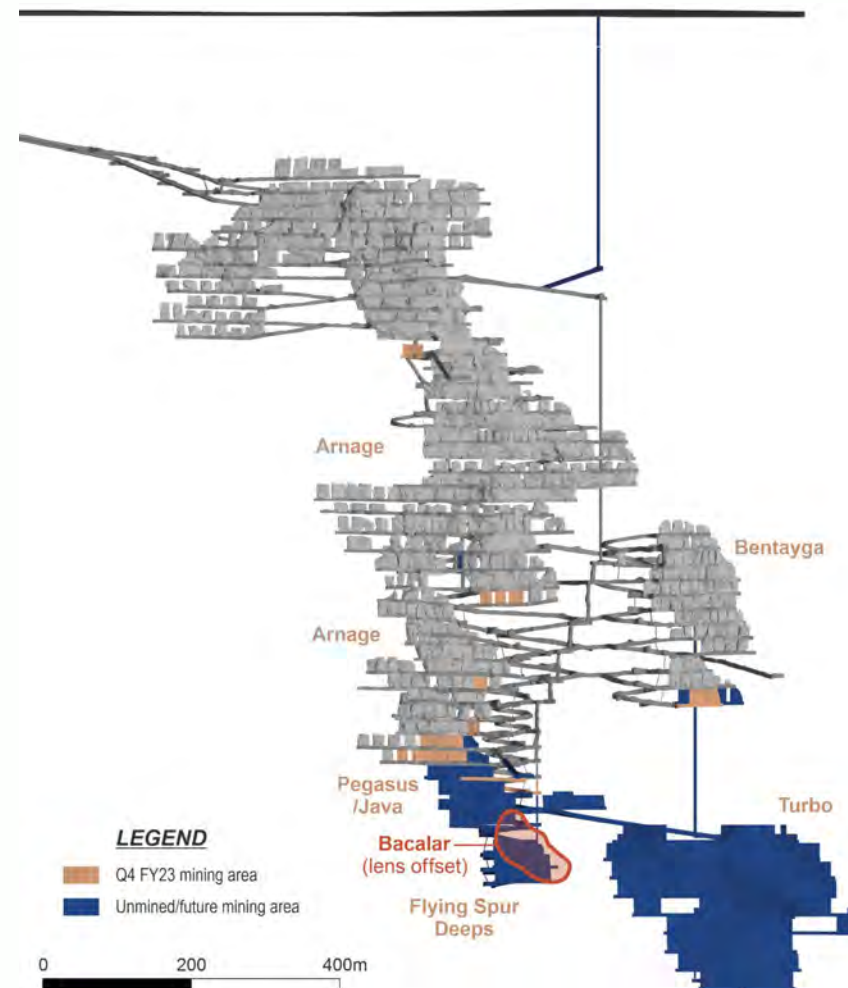 Arnage
Bentayga
Arnage
Pegasus
/Java
Turbo
Bacalar
(lens offset)
Flying Spur
Deeps
LEGEND
Q4 FY23 mining area
Unmined/future mining area
0 200 400m